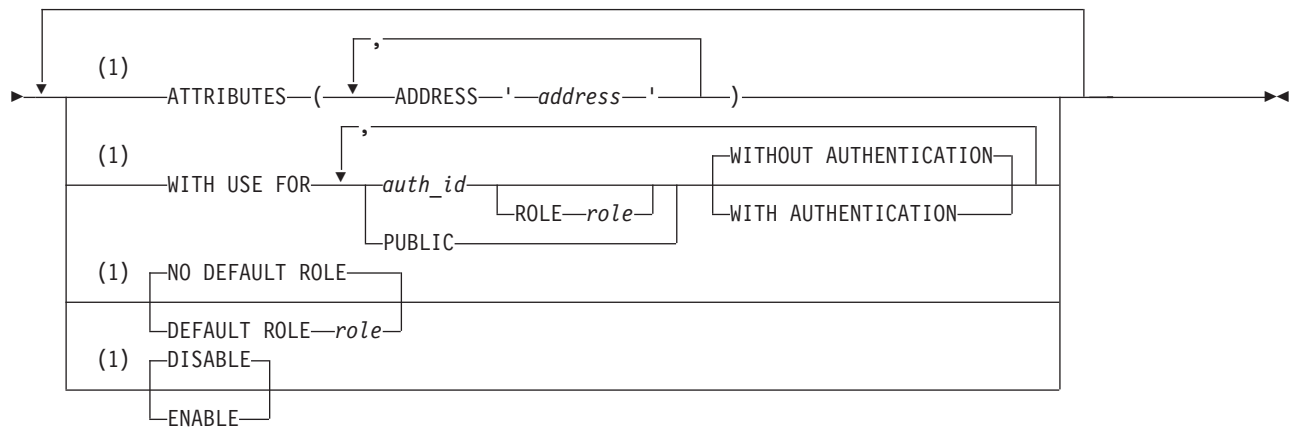 ,
(1)
ATTRIBUTES ( ADDRESS ' address ' )
,
(1)
WITHOUT AUTHENTICATION
WITH USE FOR auth_id
ROLE role
WITH AUTHENTICATION
PUBLIC
(1) NO DEFAULT ROLE
DEFAULT ROLE role
(1) DISABLE
ENABLE